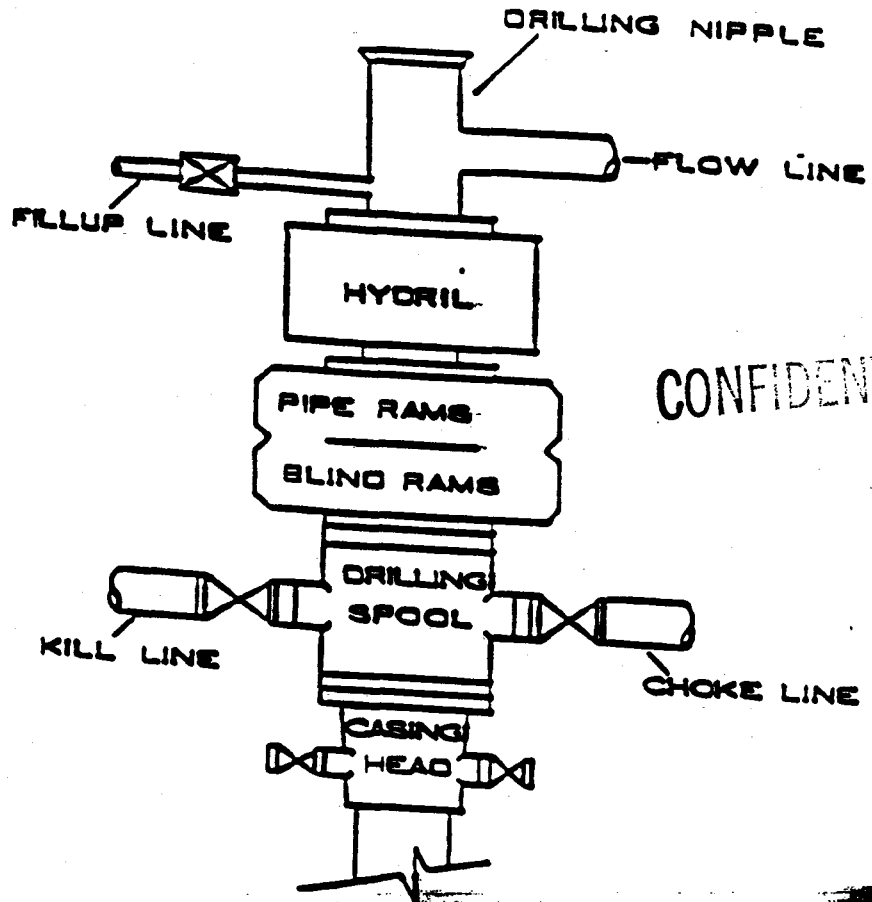 DRILLING NIPPLE
FLOW LINE
FILLUP LINE
HYDRIL
CONFIDEN
PIPE RAMS
BLIND RAMS
DRILLING
SPOOL
KILL LINE
CHOKE LINE
CASING
HEAD